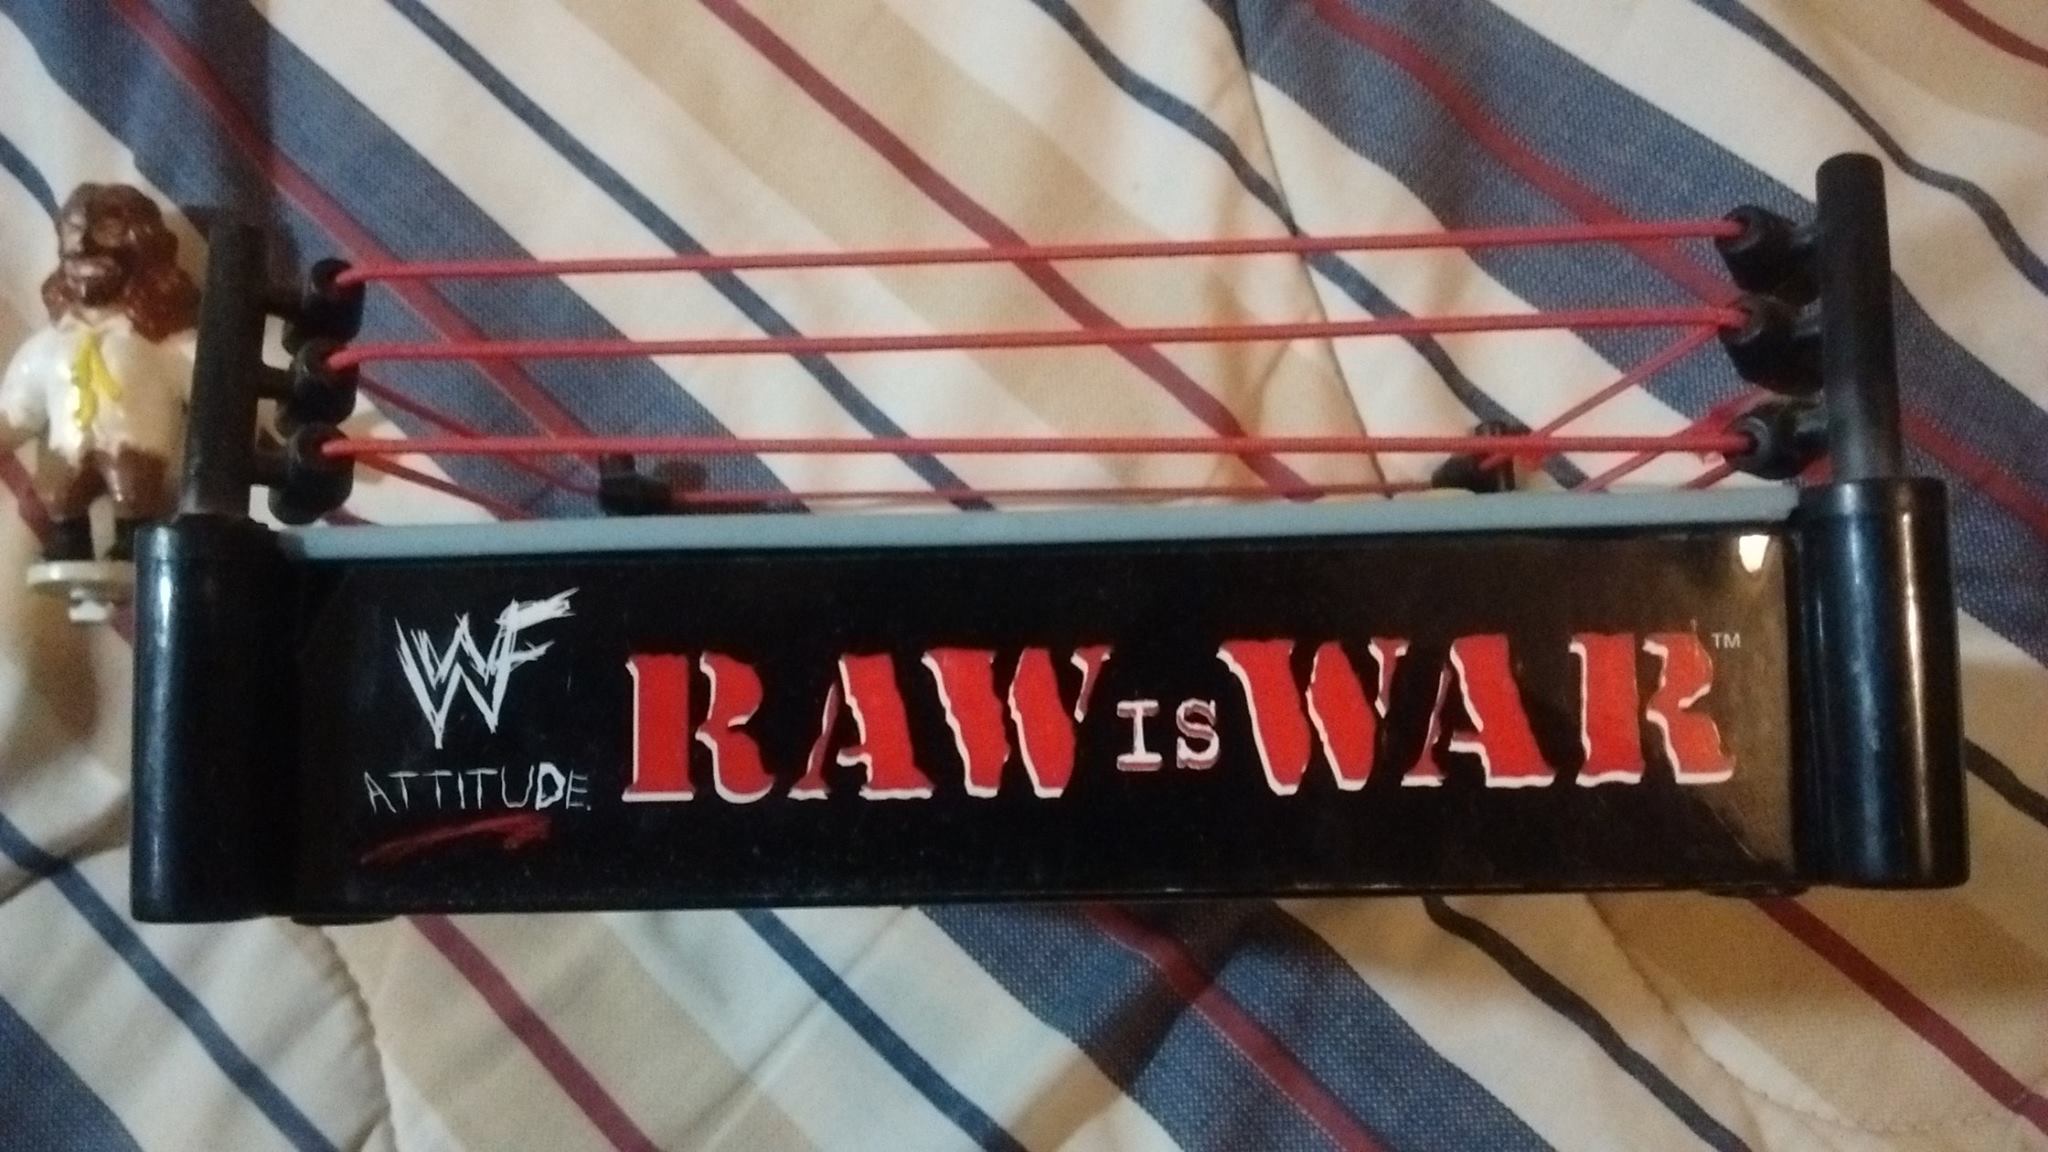 WF
ATTITUDE.
RAW IS WAR™